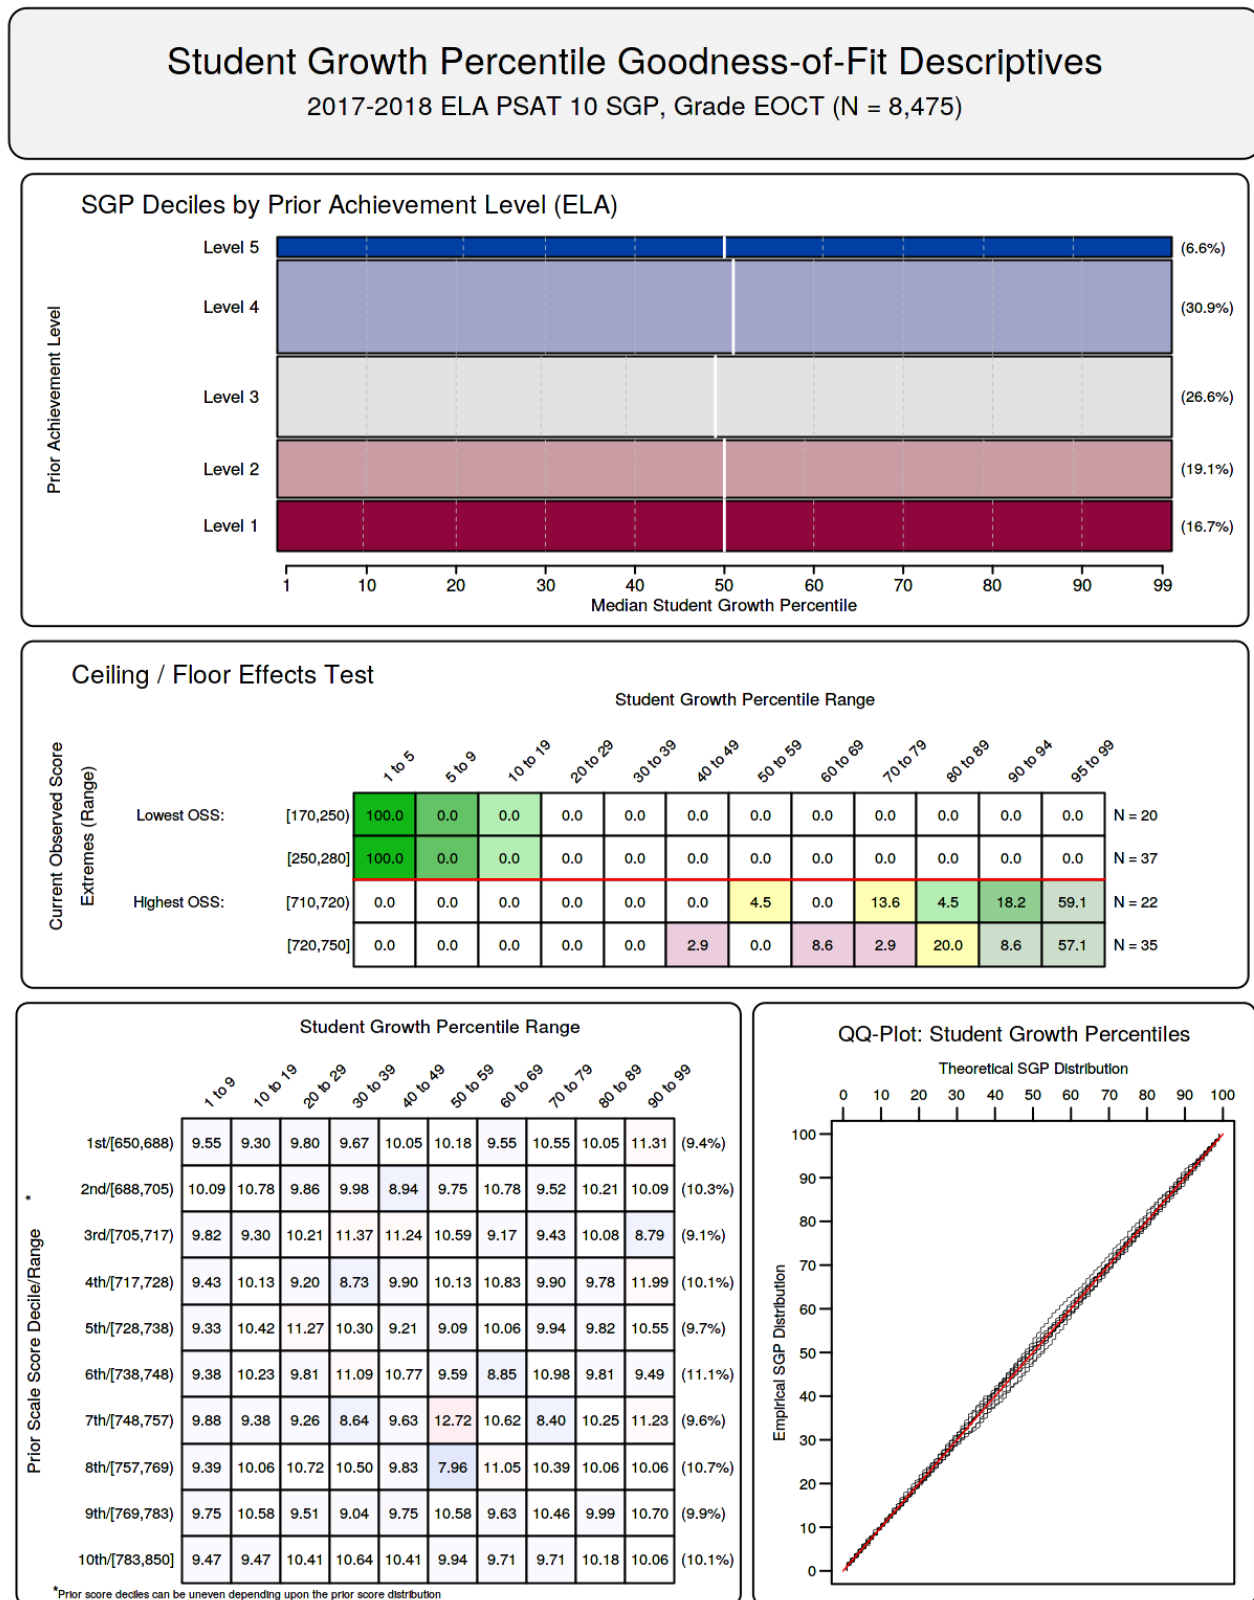 Student Growth Percentile Goodness-of-Fit Descriptives
2017-2018 ELA PSAT 10 SGP, Grade EOCT (N = 8,475)
SGP Deciles by Prior Achievement Level (ELA)
Prior Achievement Level
Level 5 (6.6%)
Level 4 (30.9%)
Level 3 (26.6%)
Level 2 (19.1%)
Level 1 (16.7%)
1 10 20 30 40 50 60 70 80 90 99
Median Student Growth Percentile
Ceiling / Floor Effects Test
Student Growth Percentile Range
Current Observed Score
Extremes (Range)
1 to 5 5 to 9 10 to 19 20 to 29 30 to 39 40 to 49 50 to 59 60 to 69 70 to 79 80 to 89 90 to 94 95 to 99
Lowest OSS: [170,250) 100.0 0.0 0.0 0.0 0.0 0.0 0.0 0.0 0.0 0.0 0.0 0.0 N = 20
[250,280] 100.0 0.0 0.0 0.0 0.0 0.0 0.0 0.0 0.0 0.0 0.0 0.0 N = 37
Highest OSS: [710,720) 0.0 0.0 0.0 0.0 0.0 0.0 4.5 0.0 13.6 4.5 18.2 59.1 N = 22
[720,750] 0.0 0.0 0.0 0.0 0.0 2.9 0.0 8.6 2.9 20.0 8.6 57.1 N = 35
Student Growth Percentile Range
Prior Scale Score Decile/Range *
1 to 9 10 to 19 20 to 29 30 to 39 40 to 49 50 to 59 60 to 69 70 to 79 80 to 89 90 to 99
1st/[650,688) 9.55 9.30 9.80 9.67 10.05 10.18 9.55 10.55 10.05 11.31 (9.4%)
2nd/[688,705) 10.09 10.78 9.86 9.98 8.94 9.75 10.78 9.52 10.21 10.09 (10.3%)
3rd/[705,717) 9.82 9.30 10.21 11.37 11.24 10.59 9.17 9.43 10.08 8.79 (9.1%)
4th/[717,728) 9.43 10.13 9.20 8.73 9.90 10.13 10.83 9.90 9.78 11.99 (10.1%)
5th/[728,738) 9.33 10.42 11.27 10.30 9.21 9.09 10.06 9.94 9.82 10.55 (9.7%)
6th/[738,748) 9.38 10.23 9.81 11.09 10.77 9.59 8.85 10.98 9.81 9.49 (11.1%)
7th/[748,757) 9.88 9.38 9.26 8.64 9.63 12.72 10.62 8.40 10.25 11.23 (9.6%)
8th/[757,769) 9.39 10.06 10.72 10.50 9.83 7.96 11.05 10.39 10.06 10.06 (10.7%)
9th/[769,783) 9.75 10.58 9.51 9.04 9.75 10.58 9.63 10.46 9.99 10.70 (9.9%)
10th/[783,850] 9.47 9.47 10.41 10.64 10.41 9.94 9.71 9.71 10.18 10.06 (10.1%)
*Prior score deciles can be uneven depending upon the prior score distribution
QQ-Plot: Student Growth Percentiles
Theoretical SGP Distribution
0 10 20 30 40 50 60 70 80 90 100
Empirical SGP Distribution
100
90
80
70
60
50
40
30
20
10
0